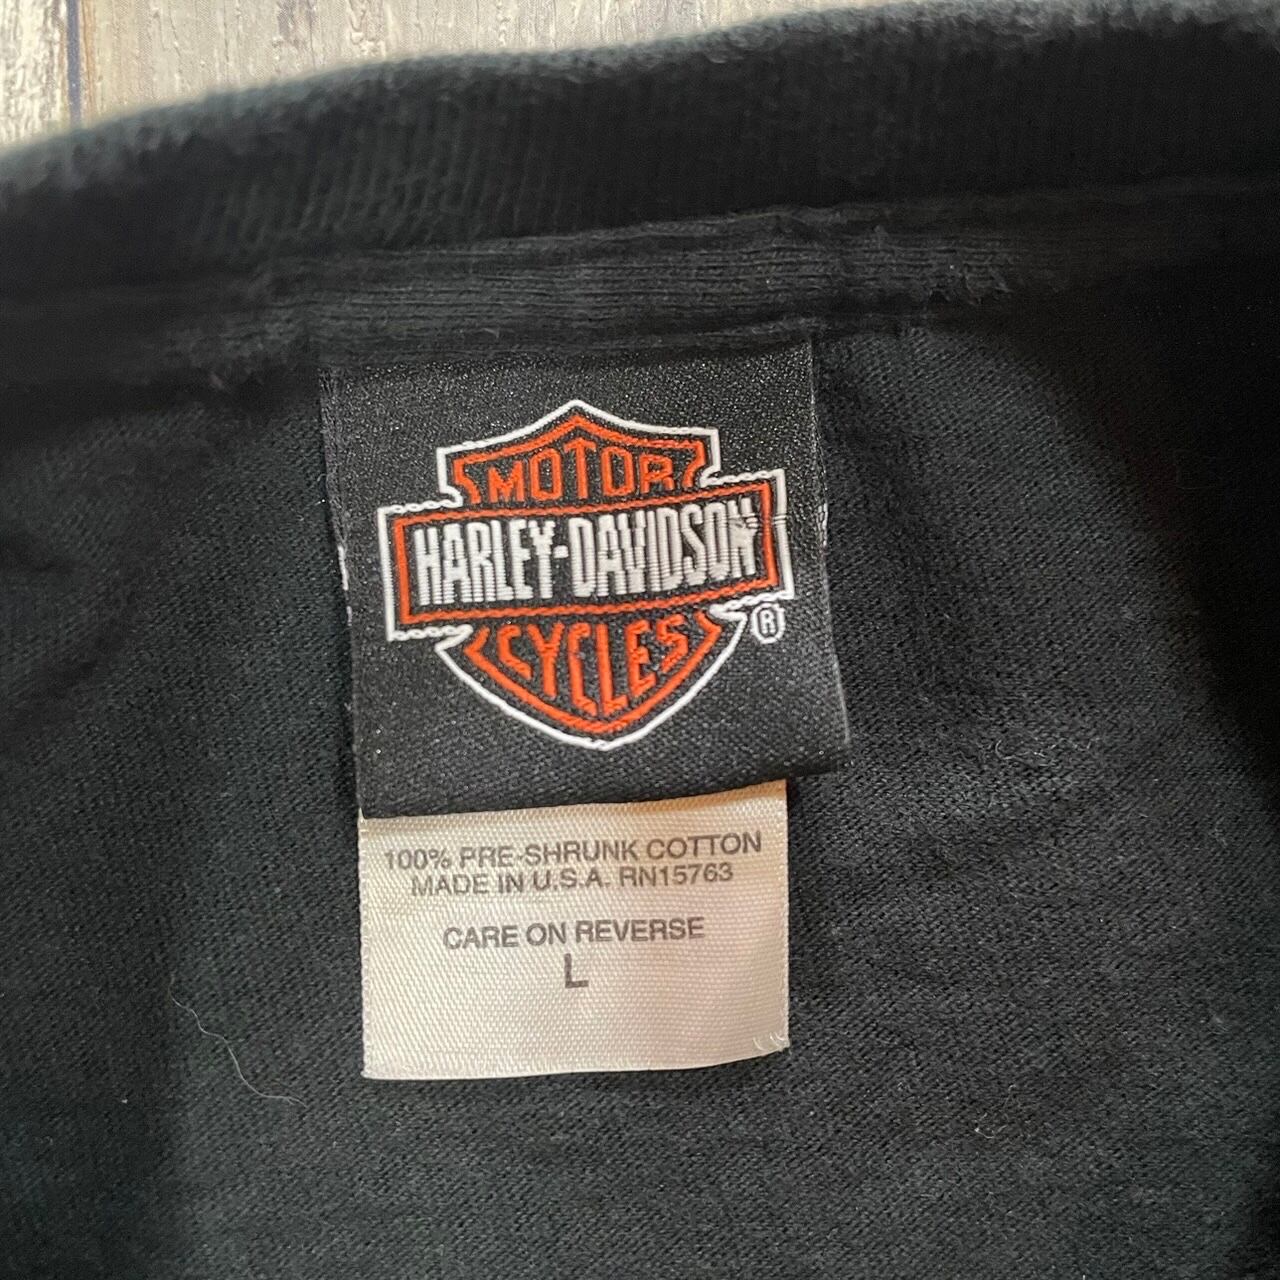 MOTOR
HARLEY-DAVIDSON
CYCLES
®
100% PRE-SHRUNK COTTON
MADE IN U.S.A. RN15763
CARE ON REVERSE
L